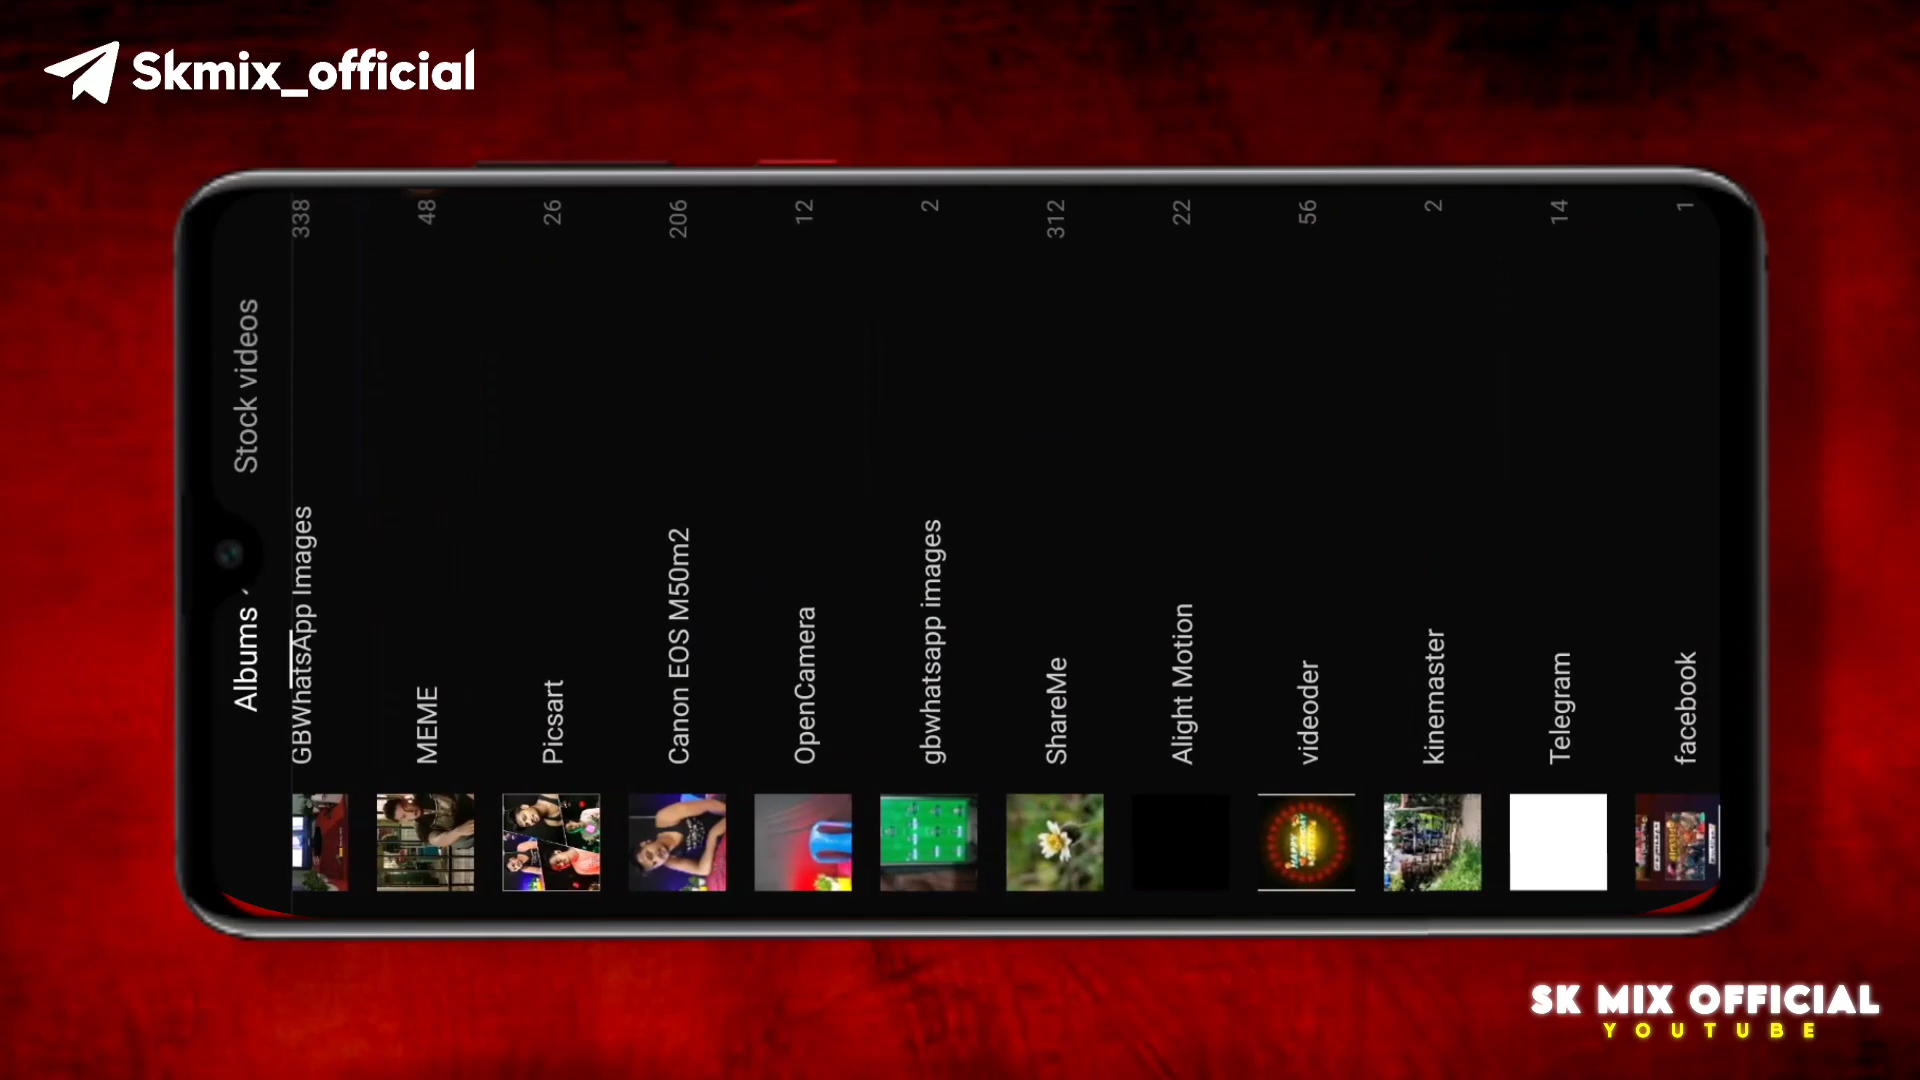 Skmix_official
Albums
Stock videos
GBWhatsApp Images
338
MEME
48
Picsart
26
Canon EOS M50m2
206
OpenCamera
12
gbwhatsapp images
2
ShareMe
312
Alight Motion
22
videoder
56
kinemaster
2
Telegram
14
facebook
1
SK MIX OFFICIAL
YOUTUBE